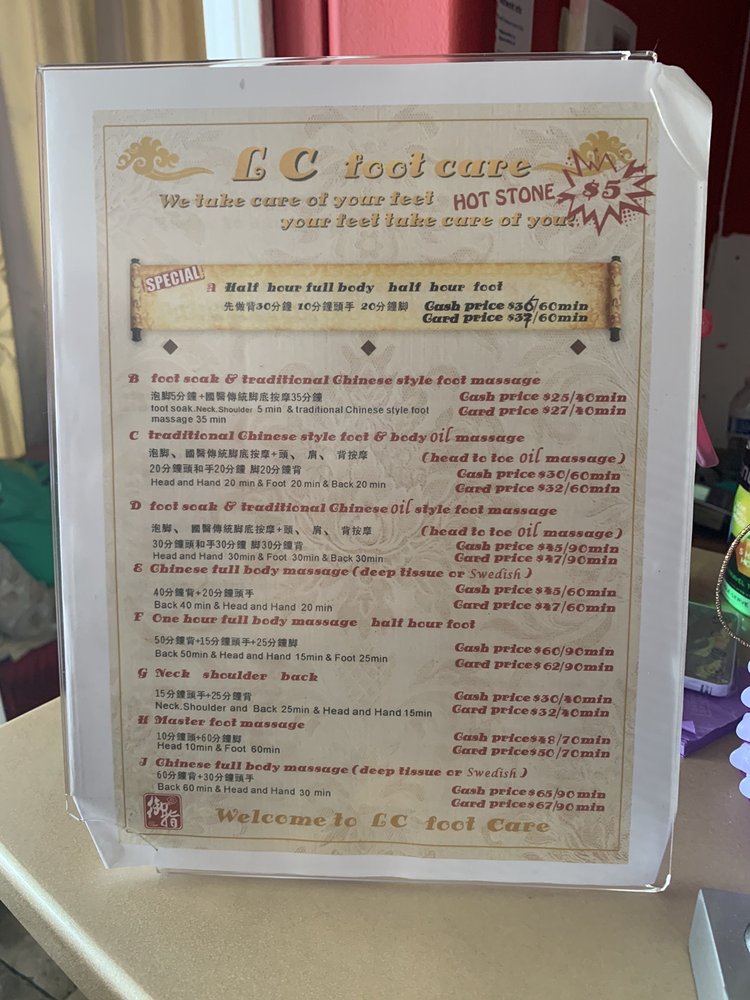 LC foot care
We take care of your feet
your feet take care of you..
HOT STONE $5
SPECIAL!
A Half hour full body half hour foot
先做背30分鐘 10分鐘頭手 20分鐘脚 Cash price $36/60min
Card price $37/60min
B foot soak & traditional Chinese style foot massage
泡脚5分鐘+國醫傳統脚底按摩35分鐘 Cash price $25/40min
foot soak.Neck.Shoulder 5 min & traditional Chinese style foot Card price $27/40min
massage 35 min
C traditional Chinese style foot & body oil massage
泡脚、國醫傳統脚底按摩+頭、肩、背按摩 (head to toe oil massage)
20分鐘頭和手20分鐘 脚20分鐘背 Cash price $30/60min
Head and Hand 20 min & Foot 20 min & Back 20 min Card price $32/60min
D foot soak & traditional Chinese oil style foot massage
泡脚、國醫傳統脚底按摩+頭、肩、背按摩 (head to toe oil massage)
30分鐘頭和手30分鐘 脚30分鐘背 Cash price $45/90min
Head and Hand 30min & Foot 30min & Back 30min Card price $47/90min
E Chinese full body massage (deep tissue or Swedish)
40分鐘背+20分鐘頭手 Cash price $45/60min
Back 40 min & Head and Hand 20 min Card price $47/60min
F One hour full body massage half hour foot
50分鐘背+15分鐘頭手+25分鐘脚 Cash price $60/90min
Back 50min & Head and Hand 15min & Foot 25min Card price $62/90min
G Neck shoulder back
15分鐘頭手+25分鐘背 Cash price $30/40min
Neck.Shoulder and Back 25min & Head and Hand 15min Card price $32/40min
H Master foot massage
10分鐘頭+60分鐘脚 Cash price$48/70min
Head 10min & Foot 60min Card price$50/70min
J Chinese full body massage (deep tissue or Swedish)
60分鐘背+30分鐘頭手 Cash price $65/90min
Back 60 min & Head and Hand 30 min Card price$67/90min
御指
Welcome to LC foot Care